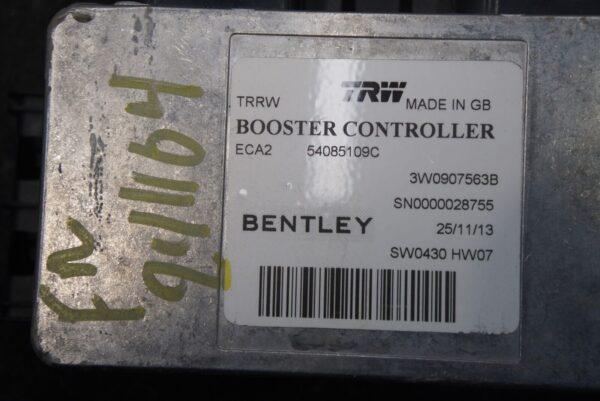 TRRW TRW MADE IN GB
BOOSTER CONTROLLER
ECA2 54085109C
3W0907563B
SN0000028755
BENTLEY 25/11/13
SW0430 HW07